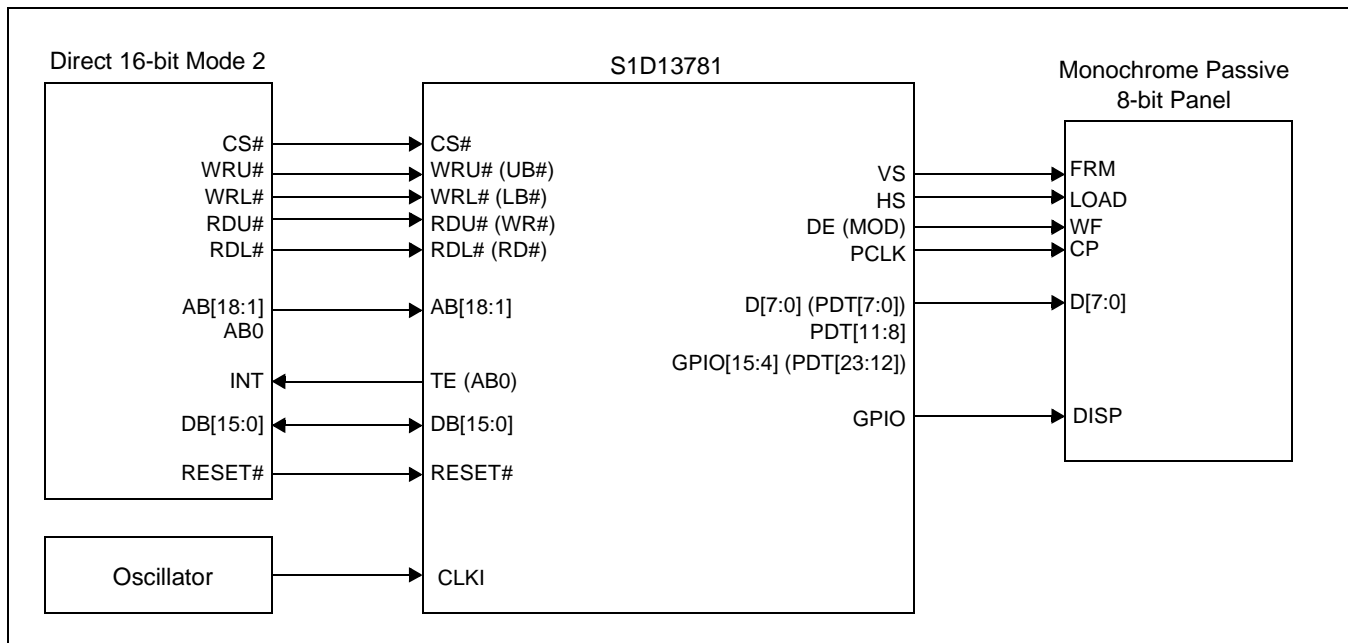 Direct 16-bit Mode 2
CS#
WRU#
WRL#
RDU#
RDL#
AB[18:1]
AB0
INT
DB[15:0]
RESET#
Oscillator
S1D13781
CS#
WRU# (UB#)
WRL# (LB#)
RDU# (WR#)
RDL# (RD#)
AB[18:1]
TE (AB0)
DB[15:0]
RESET#
CLKI
VS
HS
DE (MOD)
PCLK
D[7:0] (PDT[7:0])
PDT[11:8]
GPIO[15:4] (PDT[23:12])
GPIO
Monochrome Passive
8-bit Panel
FRM
LOAD
WF
CP
D[7:0]
DISP